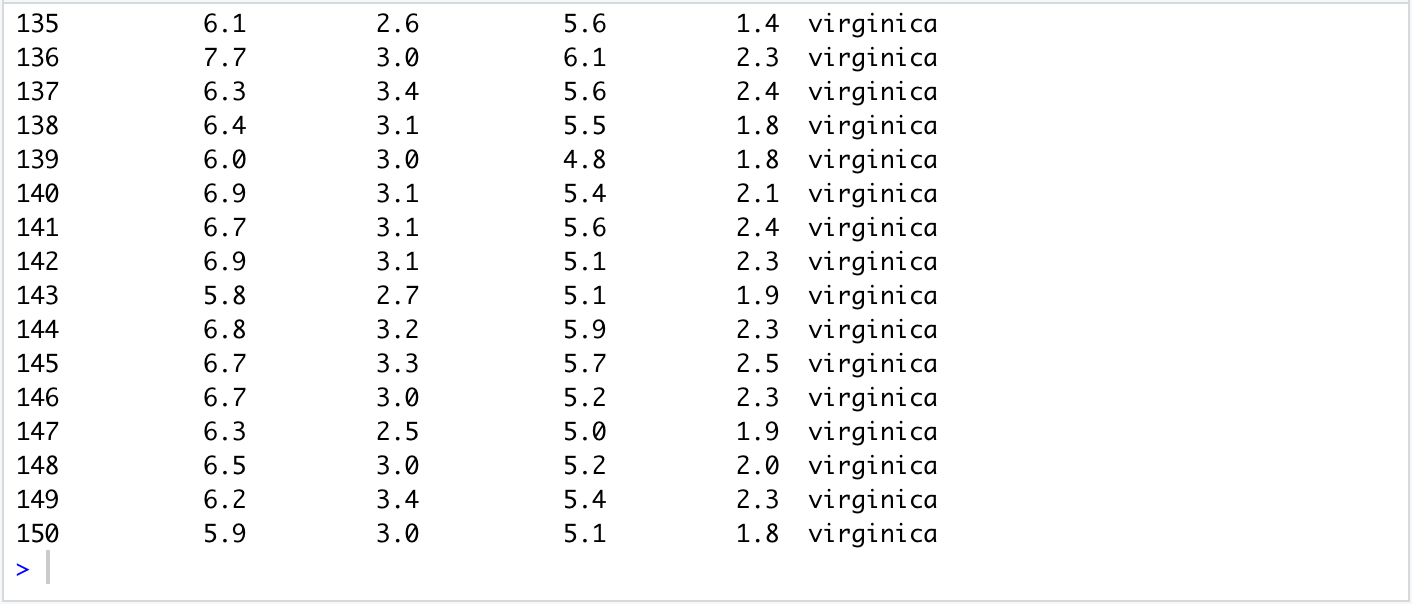 135          6.1         2.6          5.6         1.4  virginica
136          7.7         3.0          6.1         2.3  virginica
137          6.3         3.4          5.6         2.4  virginica
138          6.4         3.1          5.5         1.8  virginica
139          6.0         3.0          4.8         1.8  virginica
140          6.9         3.1          5.4         2.1  virginica
141          6.7         3.1          5.6         2.4  virginica
142          6.9         3.1          5.1         2.3  virginica
143          5.8         2.7          5.1         1.9  virginica
144          6.8         3.2          5.9         2.3  virginica
145          6.7         3.3          5.7         2.5  virginica
146          6.7         3.0          5.2         2.3  virginica
147          6.3         2.5          5.0         1.9  virginica
148          6.5         3.0          5.2         2.0  virginica
149          6.2         3.4          5.4         2.3  virginica
150          5.9         3.0          5.1         1.8  virginica
>